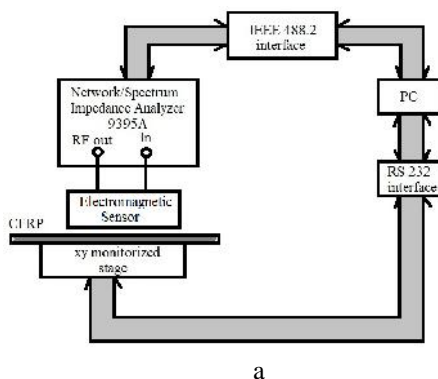 IEEE 488.2
interface
Network/Spectrum
Impedance Analyzer
9395A
RF out
In
PC
RS 232
interface
Electromagnetic
Sensor
CFRP
xy monitorized
stage
a